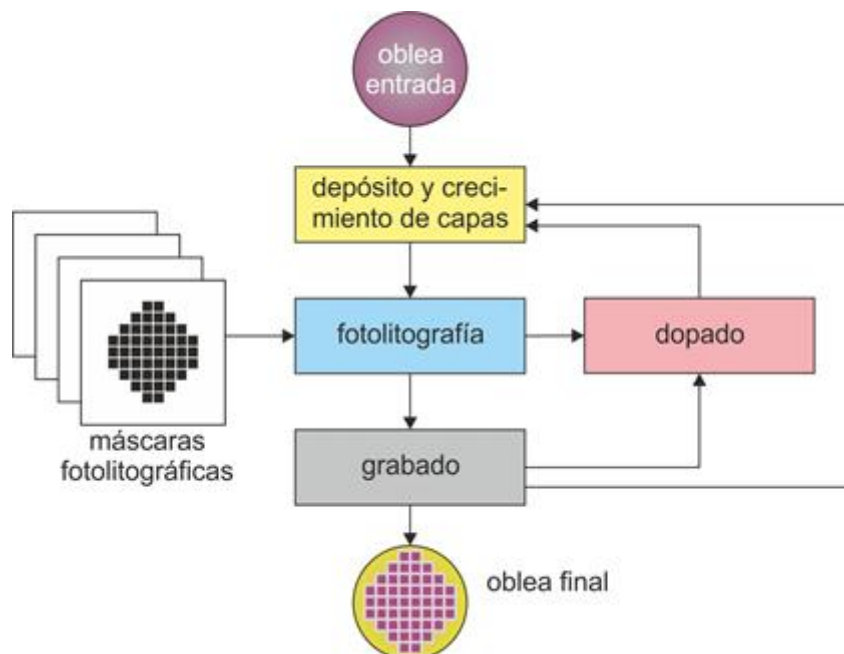 oblea
entrada
depósito y creci-
miento de capas
fotolitografía
dopado
máscaras
fotolitográficas
grabado
oblea final